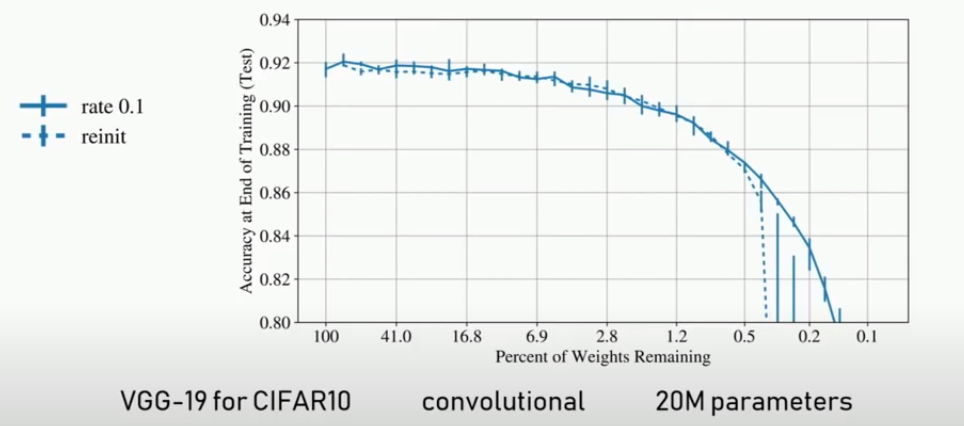 rate 0.1
reinit
Accuracy at End of Training (Test)
0.94
0.92
0.90
0.88
0.86
0.84
0.82
0.80
100 41.0 16.8 6.9 2.8 1.2 0.5 0.2 0.1
Percent of Weights Remaining
VGG-19 for CIFAR10 convolutional 20M parameters